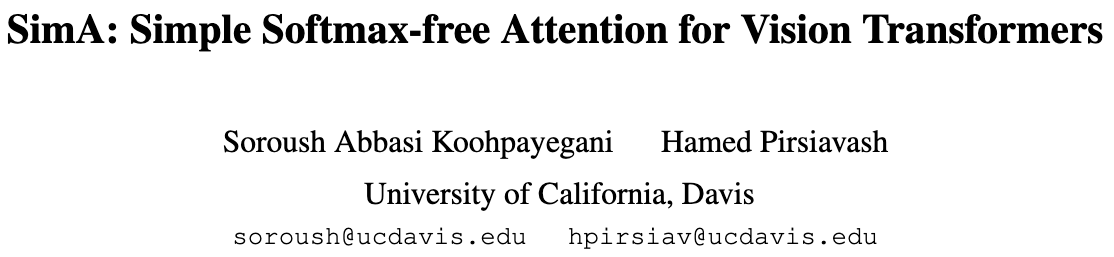 SimA: Simple Softmax-free Attention for Vision Transformers
Soroush Abbasi Koohpayegani Hamed Pirsiavash
University of California, Davis
soroush@ucdavis.edu hpirsiav@ucdavis.edu